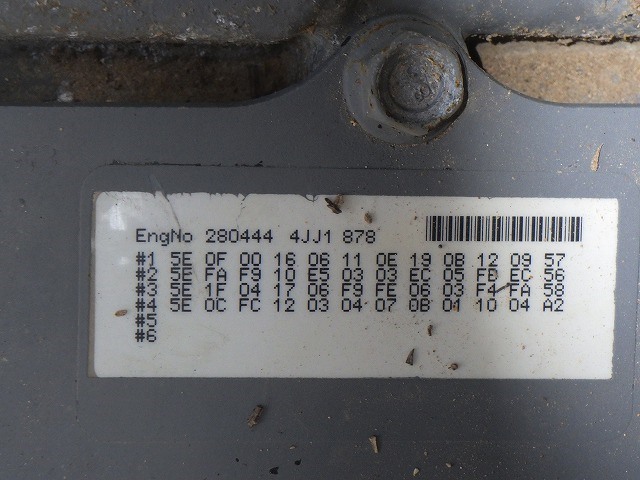 EngNo 280444 4JJ1 878
#1 5E 0F 00 16 06 11 0E 19 0B 12 09 57
#2 5E FA F9 10 E5 03 03 EC 05 FD EC 56
#3 5E 1F 04 17 06 F9 FE 06 03 F4 FA 58
#4 5E 0C FC 12 03 04 07 0B 01 10 04 A2
#5
#6